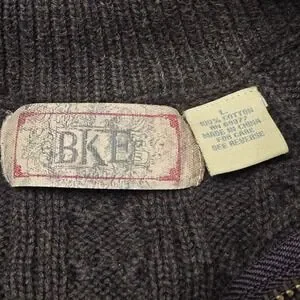 BKE
L
100% COTTON
MADE IN CHINA
FOR CARE
SEE REVERSE